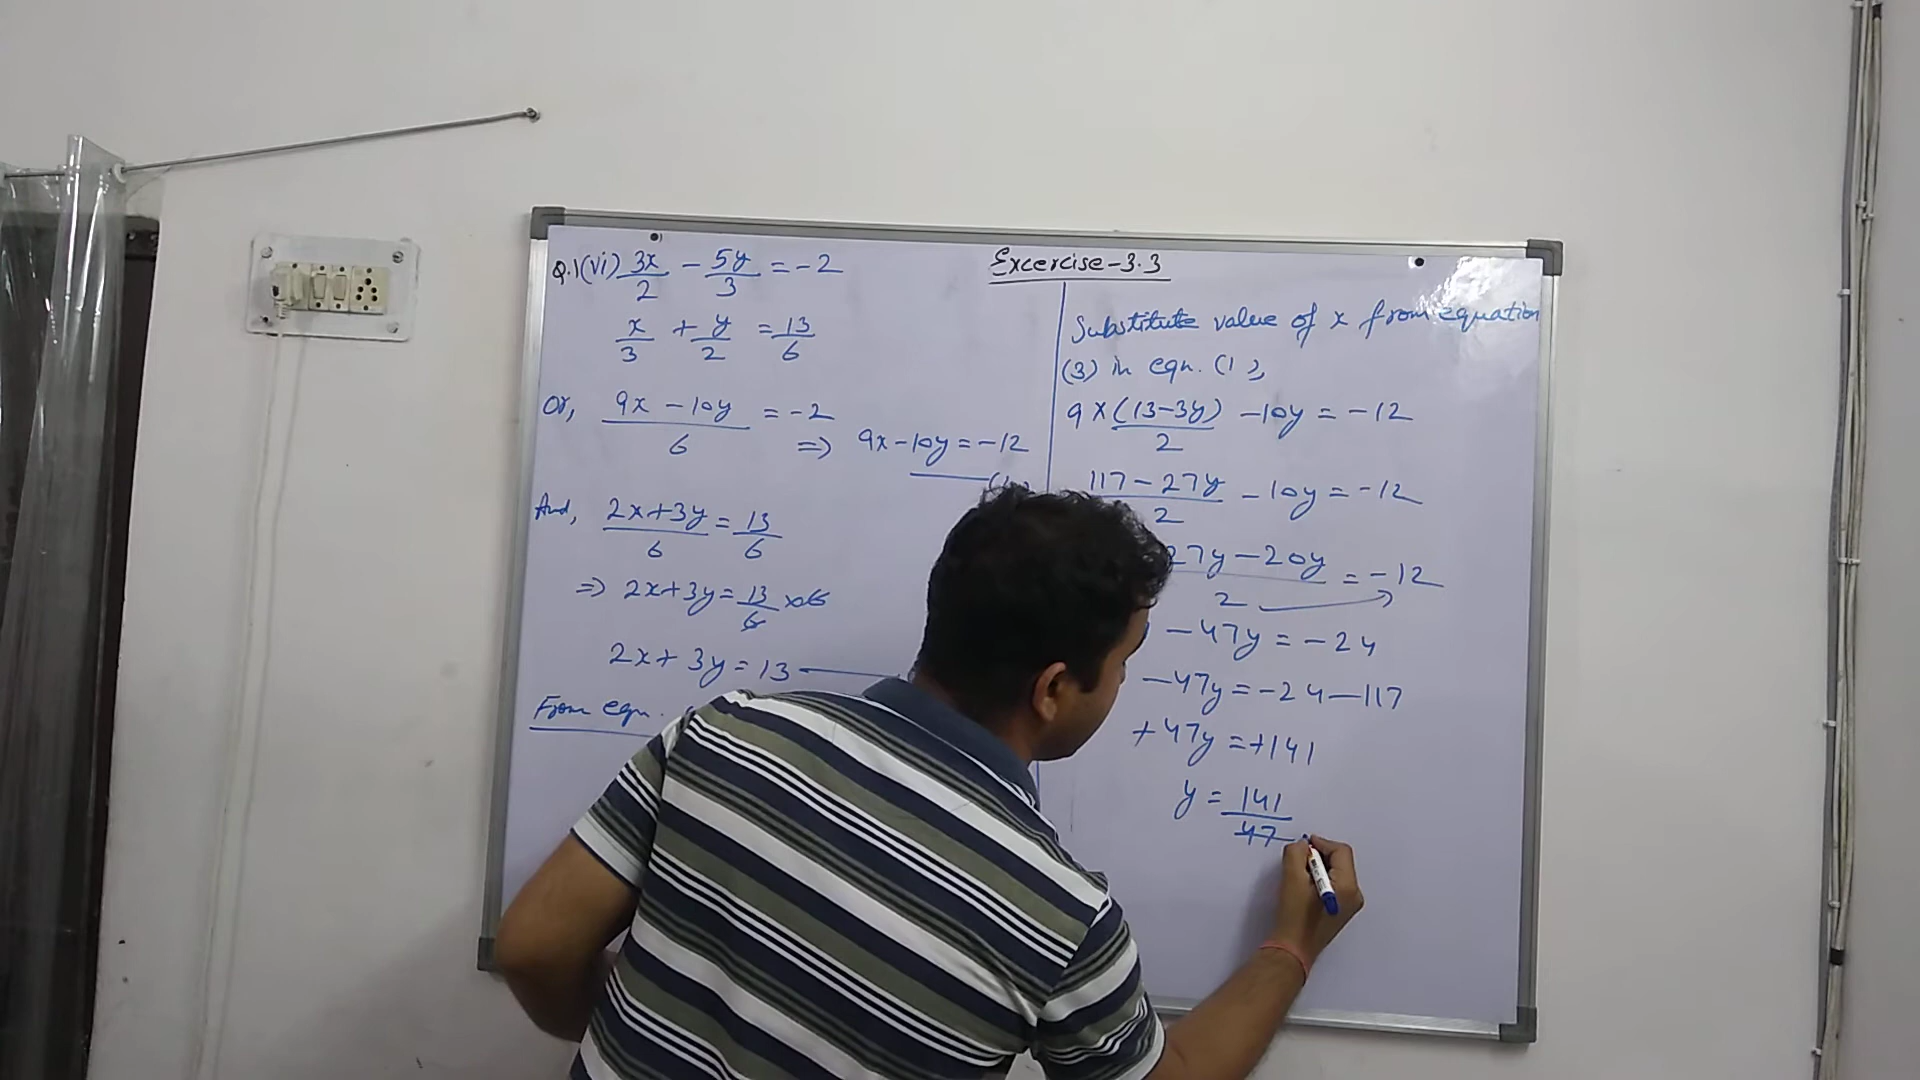 Excercise-3.3
Q.1(vi) 3x/2 - 5y/3 = -2
x/3 + y/2 = 13/6
Or, (9x - 10y)/6 = -2
=> 9x - 10y = -12
And, (2x + 3y)/6 = 13/6
=> 2x + 3y = 13/6 × 6
2x + 3y = 13
From eqn.
Substitute value of x from equation
(3) in eqn. (1),
9 × (13 - 3y)/2 - 10y = -12
(117 - 27y)/2 - 10y = -12
27y - 20y/2 = -12
- 47y = -24
-47y = -24 - 117
+47y = +141
y = 141/47